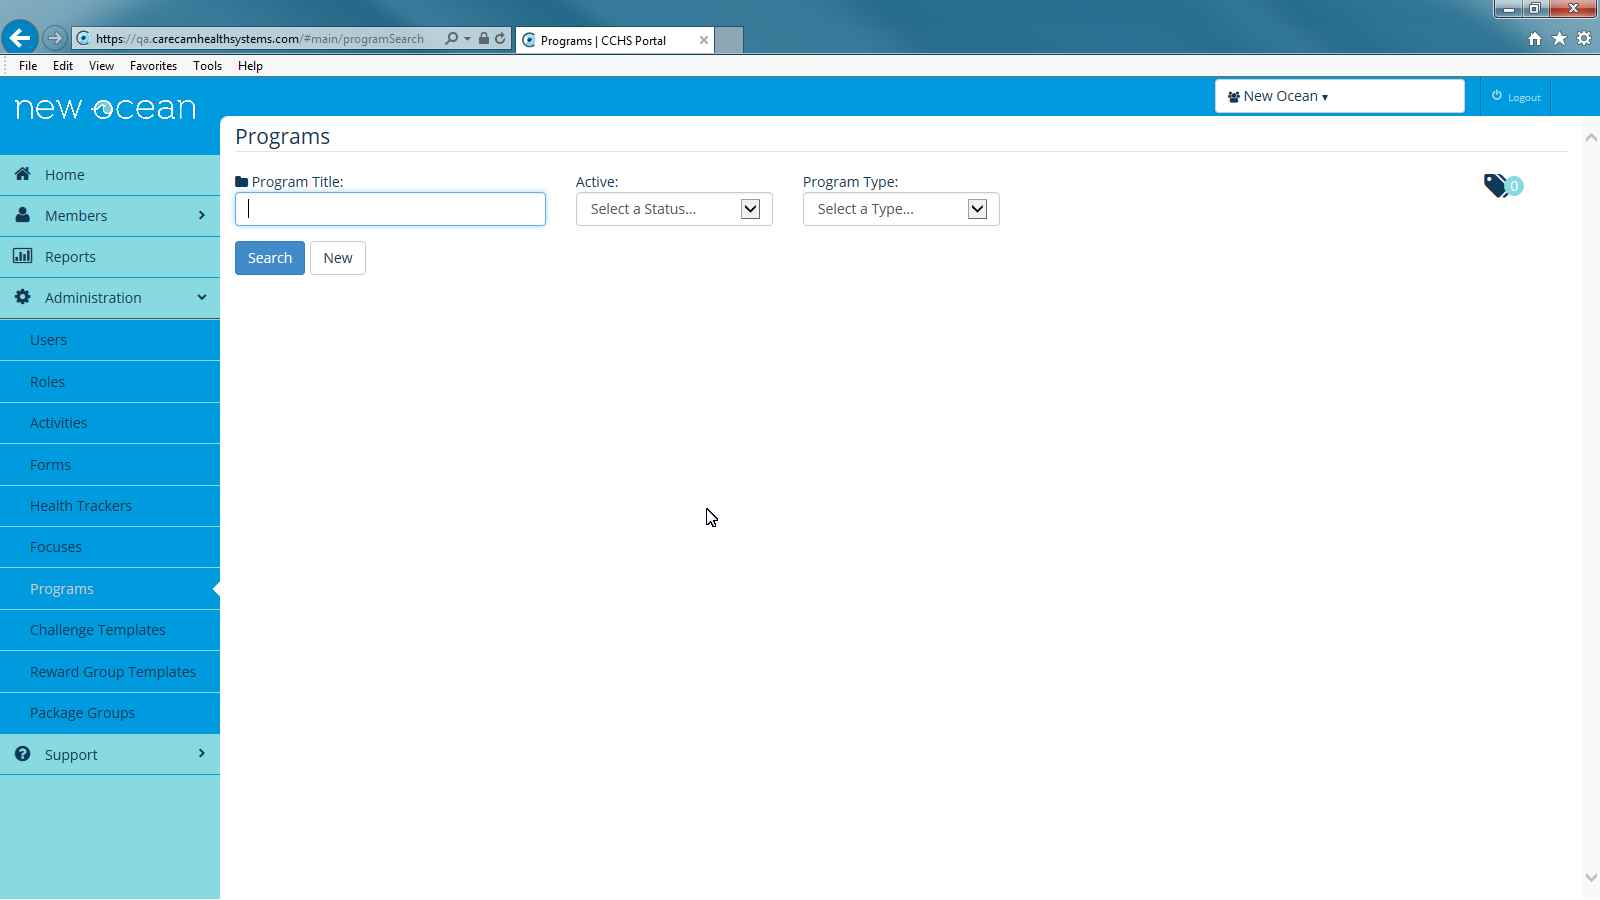 https://qa.carecamhealthsystems.com/#main/programSearch
Programs | CCHS Portal
File Edit View Favorites Tools Help
new ocean
New Ocean
Logout
Programs
Home
Members
Reports
Administration
Users
Roles
Activities
Forms
Health Trackers
Focuses
Programs
Challenge Templates
Reward Group Templates
Package Groups
Support
Program Title:
Active:
Program Type:
Select a Status...
Select a Type...
0
Search
New